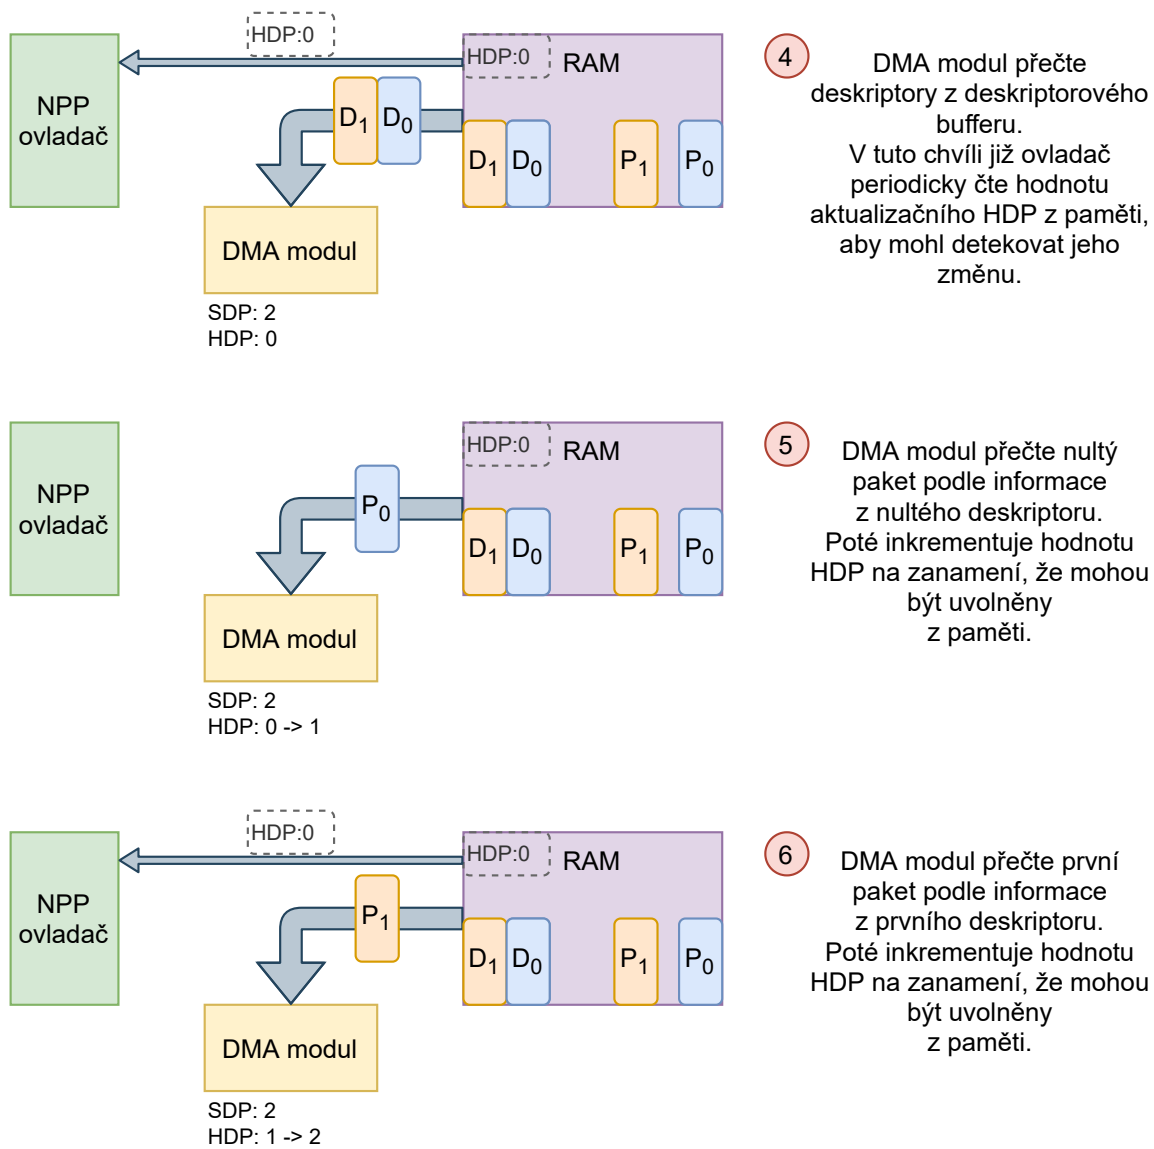 HDP:0
HDP:0
RAM
NPP
ovladač
D1
D0
D1
D0
P1
P0
DMA modul
SDP: 2
HDP: 0
4
DMA modul přečte
deskriptory z deskriptorového
bufferu.
V tuto chvíli již ovladač
periodicky čte hodnotu
aktualizačního HDP z paměti,
aby mohl detekovat jeho
změnu.
HDP:0
RAM
NPP
ovladač
P0
D1
D0
P1
P0
DMA modul
SDP: 2
HDP: 0 -> 1
5
DMA modul přečte nultý
paket podle informace
z nultého deskriptoru.
Poté inkrementuje hodnotu
HDP na zanamení, že mohou
být uvolněny
z paměti.
HDP:0
HDP:0
RAM
NPP
ovladač
P1
D1
D0
P1
P0
DMA modul
SDP: 2
HDP: 1 -> 2
6
DMA modul přečte první
paket podle informace
z prvního deskriptoru.
Poté inkrementuje hodnotu
HDP na zanamení, že mohou
být uvolněny
z paměti.